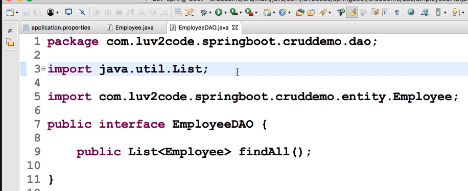 application.properties Employee.java EmployeeDAO.java
1 package com.luv2code.springboot.cruddemo.dao;
2
3 import java.util.List;
4
5 import com.luv2code.springboot.cruddemo.entity.Employee;
6
7 public interface EmployeeDAO {
8
9 public List<Employee> findAll();
10
11 }